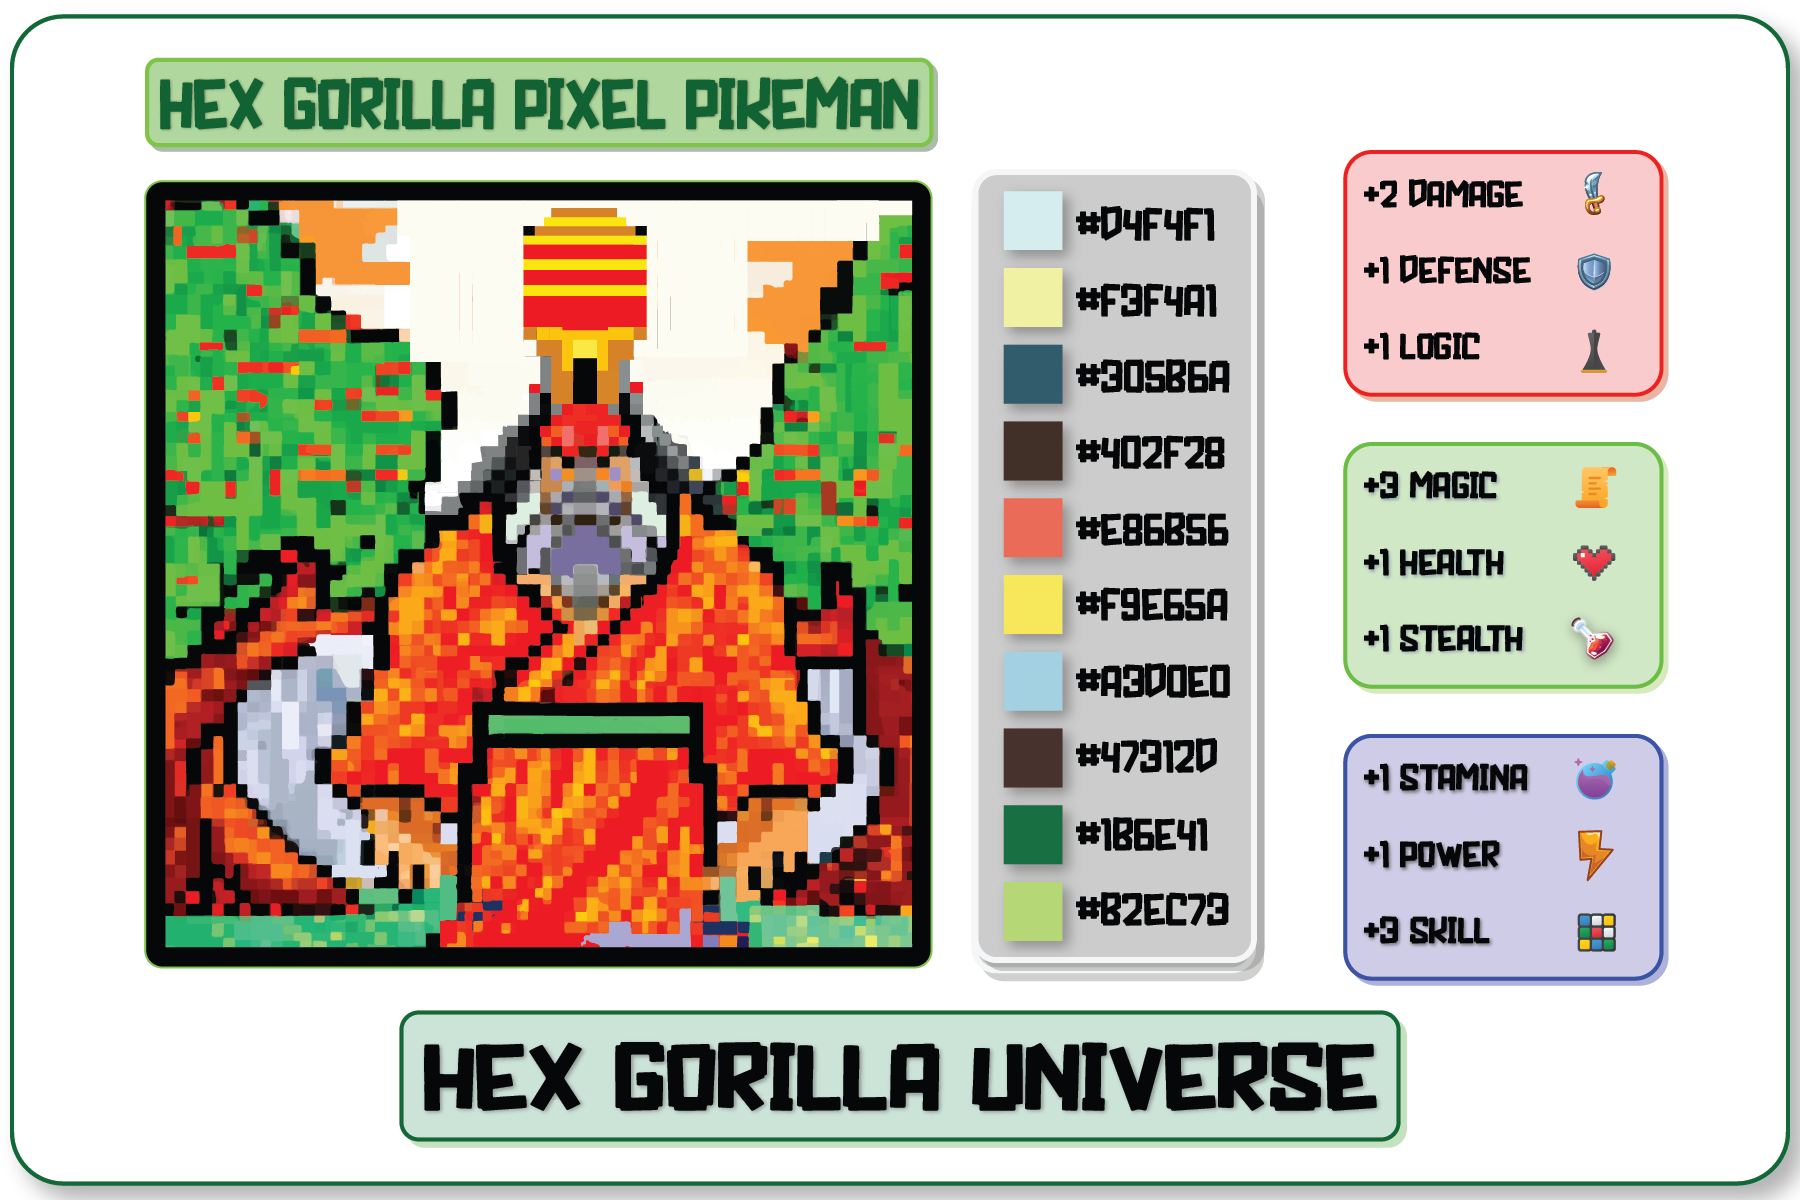 HEX GORILLA PIXEL PIKEMAN
#D4F4F1
#F3F4A1
#305B6A
#402F28
#E86B56
#F9E65A
#A3D0E0
#47312D
#1B6E41
#B2EC73
+2 DAMAGE
+1 DEFENSE
+1 LOGIC
+3 MAGIC
+1 HEALTH
+1 STEALTH
+1 STAMINA
+1 POWER
+3 SKILL
HEX GORILLA UNIVERSE